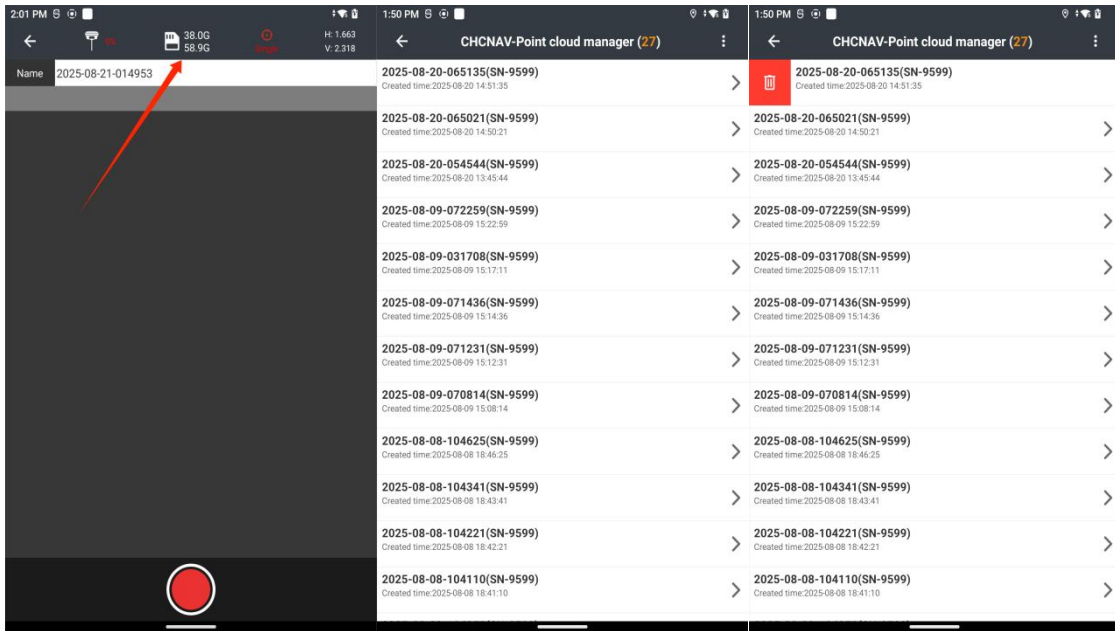 2:01 PM
38.0G
58.9G
Single
H: 1.663
V: 2.318
Name 2025-08-21-014953
1:50 PM
CHCNAV-Point cloud manager (27)
2025-08-20-065135(SN-9599)
Created time:2025-08-20 14:51:35
2025-08-20-065021(SN-9599)
Created time:2025-08-20 14:50:21
2025-08-20-054544(SN-9599)
Created time:2025-08-20 13:45:44
2025-08-09-072259(SN-9599)
Created time:2025-08-09 15:22:59
2025-08-09-031708(SN-9599)
Created time:2025-08-09 15:17:11
2025-08-09-071436(SN-9599)
Created time:2025-08-09 15:14:36
2025-08-09-071231(SN-9599)
Created time:2025-08-09 15:12:31
2025-08-09-070814(SN-9599)
Created time:2025-08-09 15:08:14
2025-08-08-104625(SN-9599)
Created time:2025-08-08 18:46:25
2025-08-08-104341(SN-9599)
Created time:2025-08-08 18:43:41
2025-08-08-104221(SN-9599)
Created time:2025-08-08 18:42:21
2025-08-08-104110(SN-9599)
Created time:2025-08-08 18:41:10
1:50 PM
CHCNAV-Point cloud manager (27)
2025-08-20-065135(SN-9599)
Created time:2025-08-20 14:51:35
2025-08-20-065021(SN-9599)
Created time:2025-08-20 14:50:21
2025-08-20-054544(SN-9599)
Created time:2025-08-20 13:45:44
2025-08-09-072259(SN-9599)
Created time:2025-08-09 15:22:59
2025-08-09-031708(SN-9599)
Created time:2025-08-09 15:17:11
2025-08-09-071436(SN-9599)
Created time:2025-08-09 15:14:36
2025-08-09-071231(SN-9599)
Created time:2025-08-09 15:12:31
2025-08-09-070814(SN-9599)
Created time:2025-08-09 15:08:14
2025-08-08-104625(SN-9599)
Created time:2025-08-08 18:46:25
2025-08-08-104341(SN-9599)
Created time:2025-08-08 18:43:41
2025-08-08-104221(SN-9599)
Created time:2025-08-08 18:42:21
2025-08-08-104110(SN-9599)
Created time:2025-08-08 18:41:10